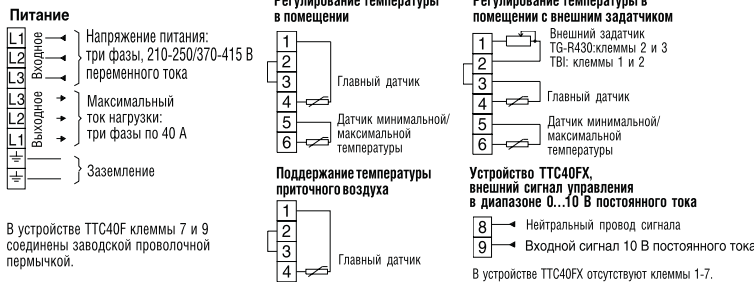 Питание
L1
L2
L3
L3
L2
L1
Входное
Выходное
Напряжение питания:
три фазы, 210-250/370-415 В
переменного тока
Максимальный
ток нагрузки:
три фазы по 40 А
Заземление
В устройстве TTC40F клеммы 7 и 9
соединены заводской проволочной
пермычкой.
Регулирование температуры
в помещении
1
2
3
4
5
6
Главный датчик
Датчик минимальной/
максимальной
температуры
Поддержание температуры
приточного воздуха
1
2
3
4
Главный датчик
Регулирование температуры в
помещении с внешним задатчиком
1
2
3
4
5
6
Внешний задатчик
TG-R430:клеммы 2 и 3
TBI: клеммы 1 и 2
Главный датчик
Датчик минимальной/
максимальной
температуры
Устройство TTC40FX,
внешний сигнал управления
в диапазоне 0...10 В постоянного тока
8 Нейтральный провод сигнала
9 Входной сигнал 10 В постоянного тока
В устройстве TTC40FX отсутствуют клеммы 1-7.